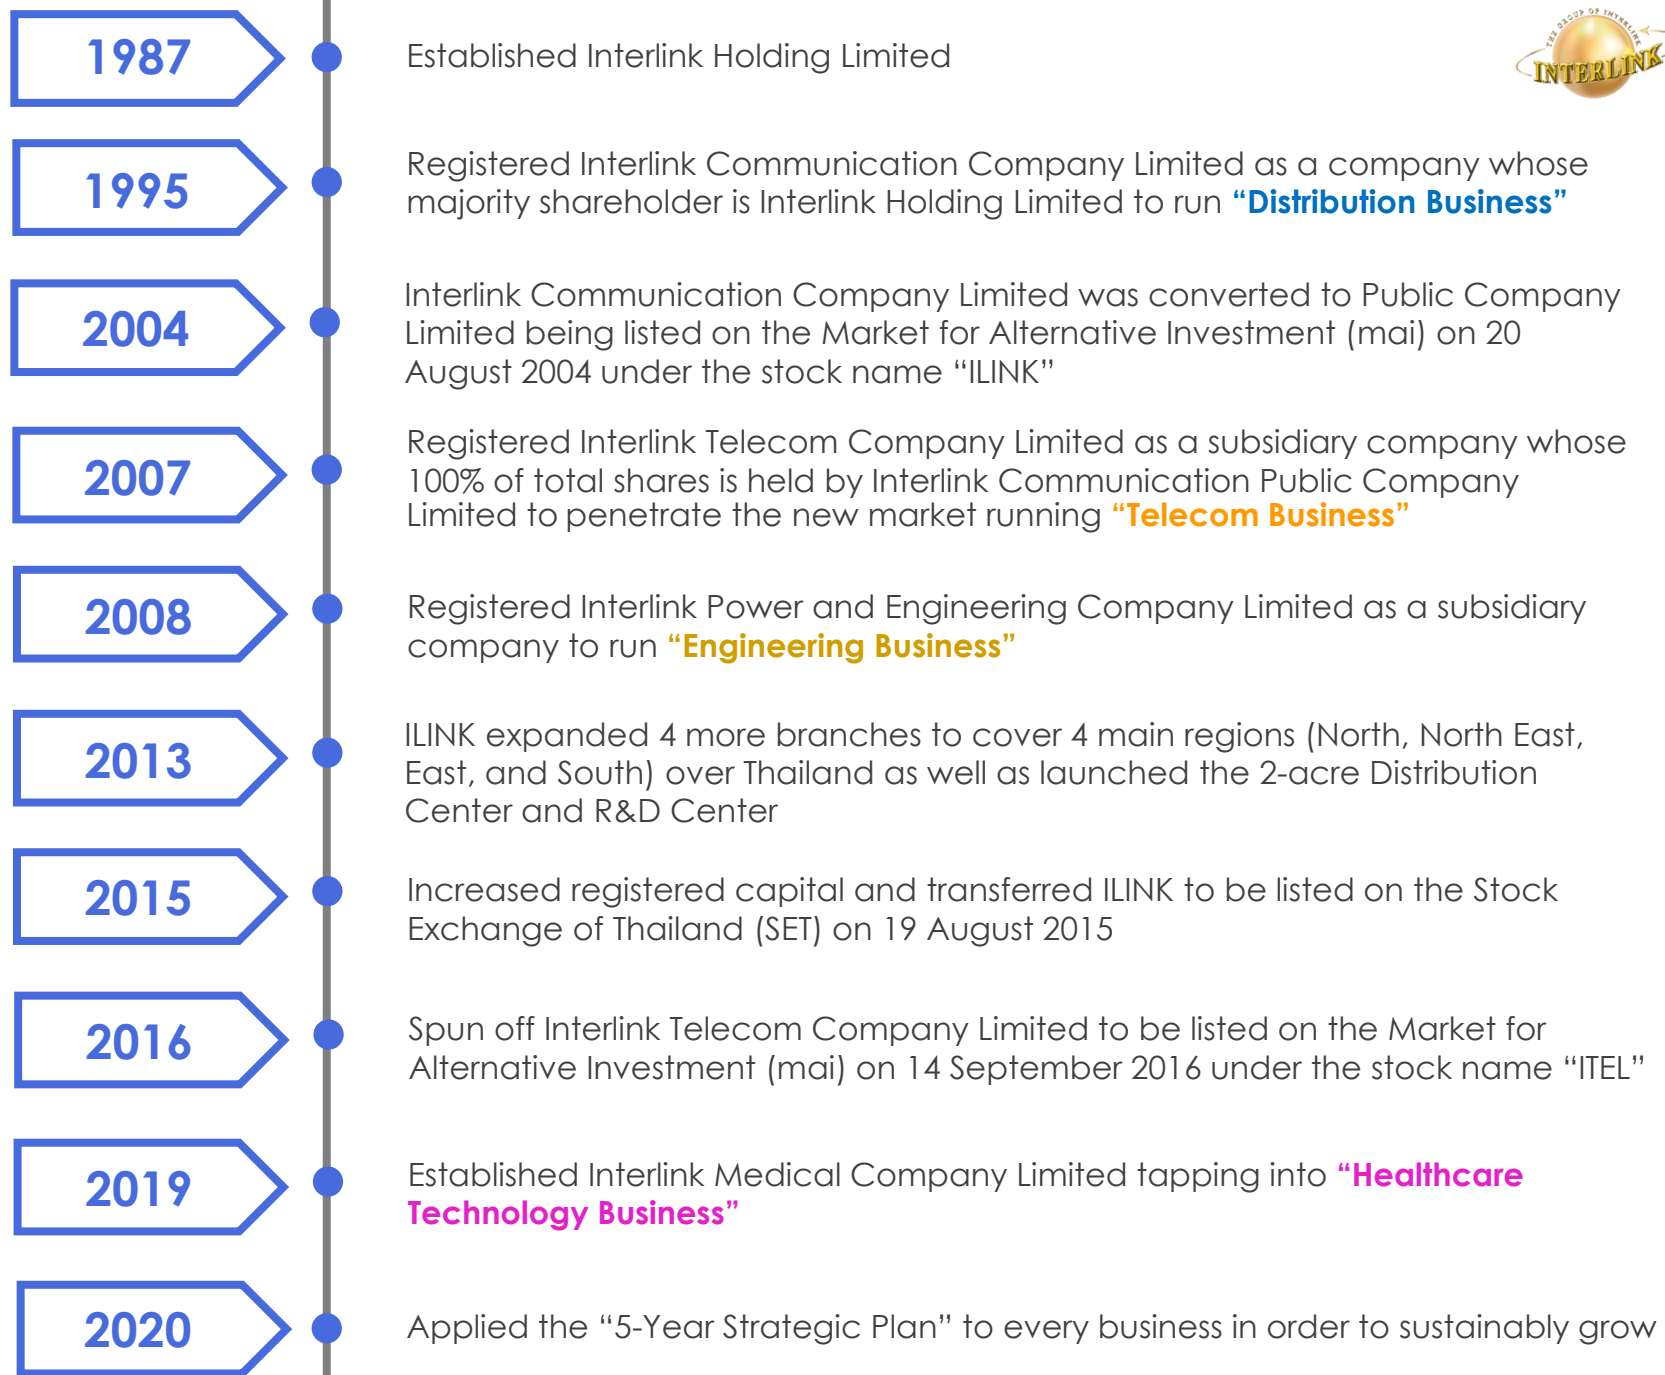 1987
Established Interlink Holding Limited
THE GROUP OF INTERLINK
INTERLINK
1995
Registered Interlink Communication Company Limited as a company whose
majority shareholder is Interlink Holding Limited to run “Distribution Business”
2004
Interlink Communication Company Limited was converted to Public Company
Limited being listed on the Market for Alternative Investment (mai) on 20
August 2004 under the stock name “ILINK”
2007
Registered Interlink Telecom Company Limited as a subsidiary company whose
100% of total shares is held by Interlink Communication Public Company
Limited to penetrate the new market running “Telecom Business”
2008
Registered Interlink Power and Engineering Company Limited as a subsidiary
company to run “Engineering Business”
2013
ILINK expanded 4 more branches to cover 4 main regions (North, North East,
East, and South) over Thailand as well as launched the 2-acre Distribution
Center and R&D Center
2015
Increased registered capital and transferred ILINK to be listed on the Stock
Exchange of Thailand (SET) on 19 August 2015
2016
Spun off Interlink Telecom Company Limited to be listed on the Market for
Alternative Investment (mai) on 14 September 2016 under the stock name “ITEL”
2019
Established Interlink Medical Company Limited tapping into “Healthcare
Technology Business”
2020
Applied the “5-Year Strategic Plan” to every business in order to sustainably grow